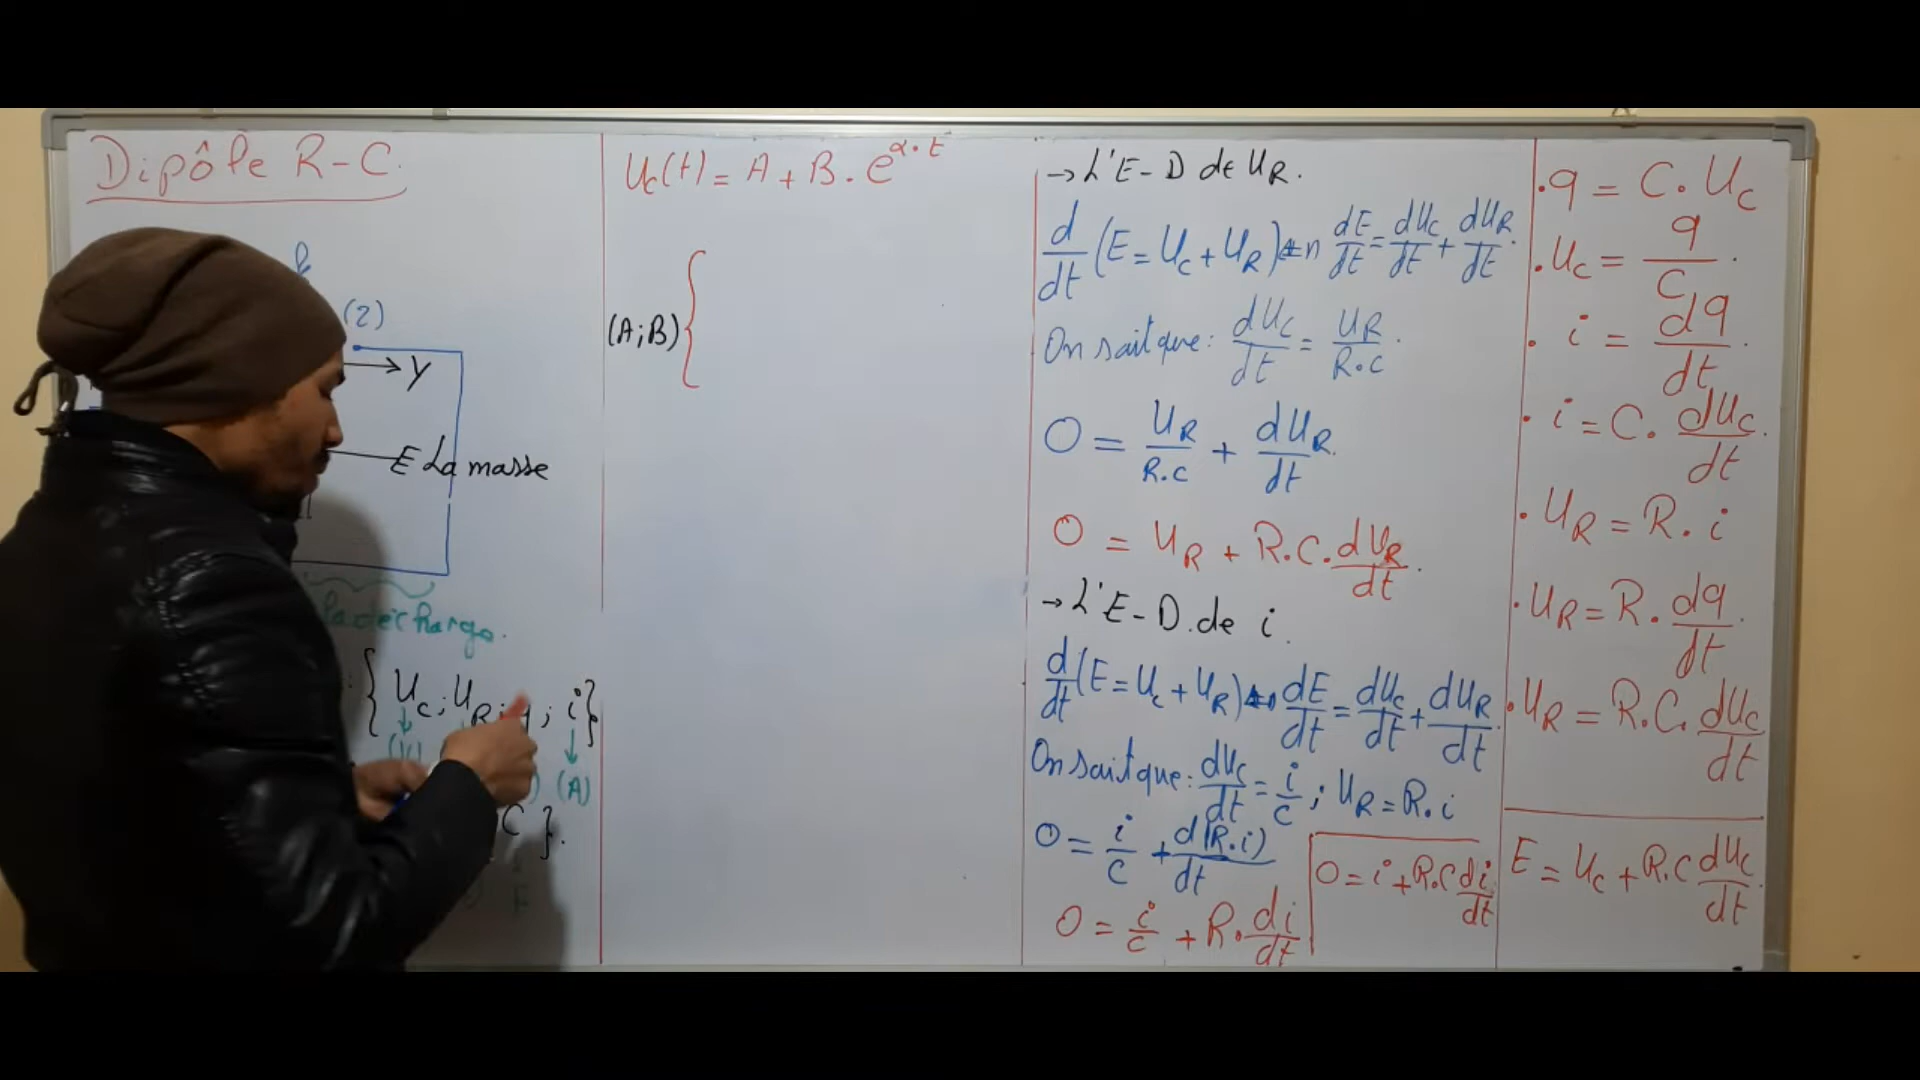 Dipôle R-C.
(2)
Y
E La masse
la décharge.
{Uc; UR; q; i}
(A)
C }.
F
Uc(t) = A + B . e^α.t
(A;B) {
→ L'E-D de UR.
d/dt (E = Uc + UR) dE/dt = dUc/dt + dUR/dt.
On sait que: dUc/dt = UR/R.C.
0 = UR/R.C + dUR/dt.
0 = UR + R.C. dUR/dt.
→ L'E-D. de i.
d/dt (E = Uc + UR) dE/dt = dUc/dt + dUR/dt
On sait que: dUc/dt = i/C ; UR = R. i
0 = i/C + d(R.i)/dt
0 = i/C + R. di/dt
0 = i + R.C di/dt
. q = C. Uc
. Uc = q/C .
. i = dq/dt .
. i = C. dUc/dt .
. UR = R. i
. UR = R. dq/dt .
. UR = R.C. dUc/dt
E = Uc + R.C dUc/dt .